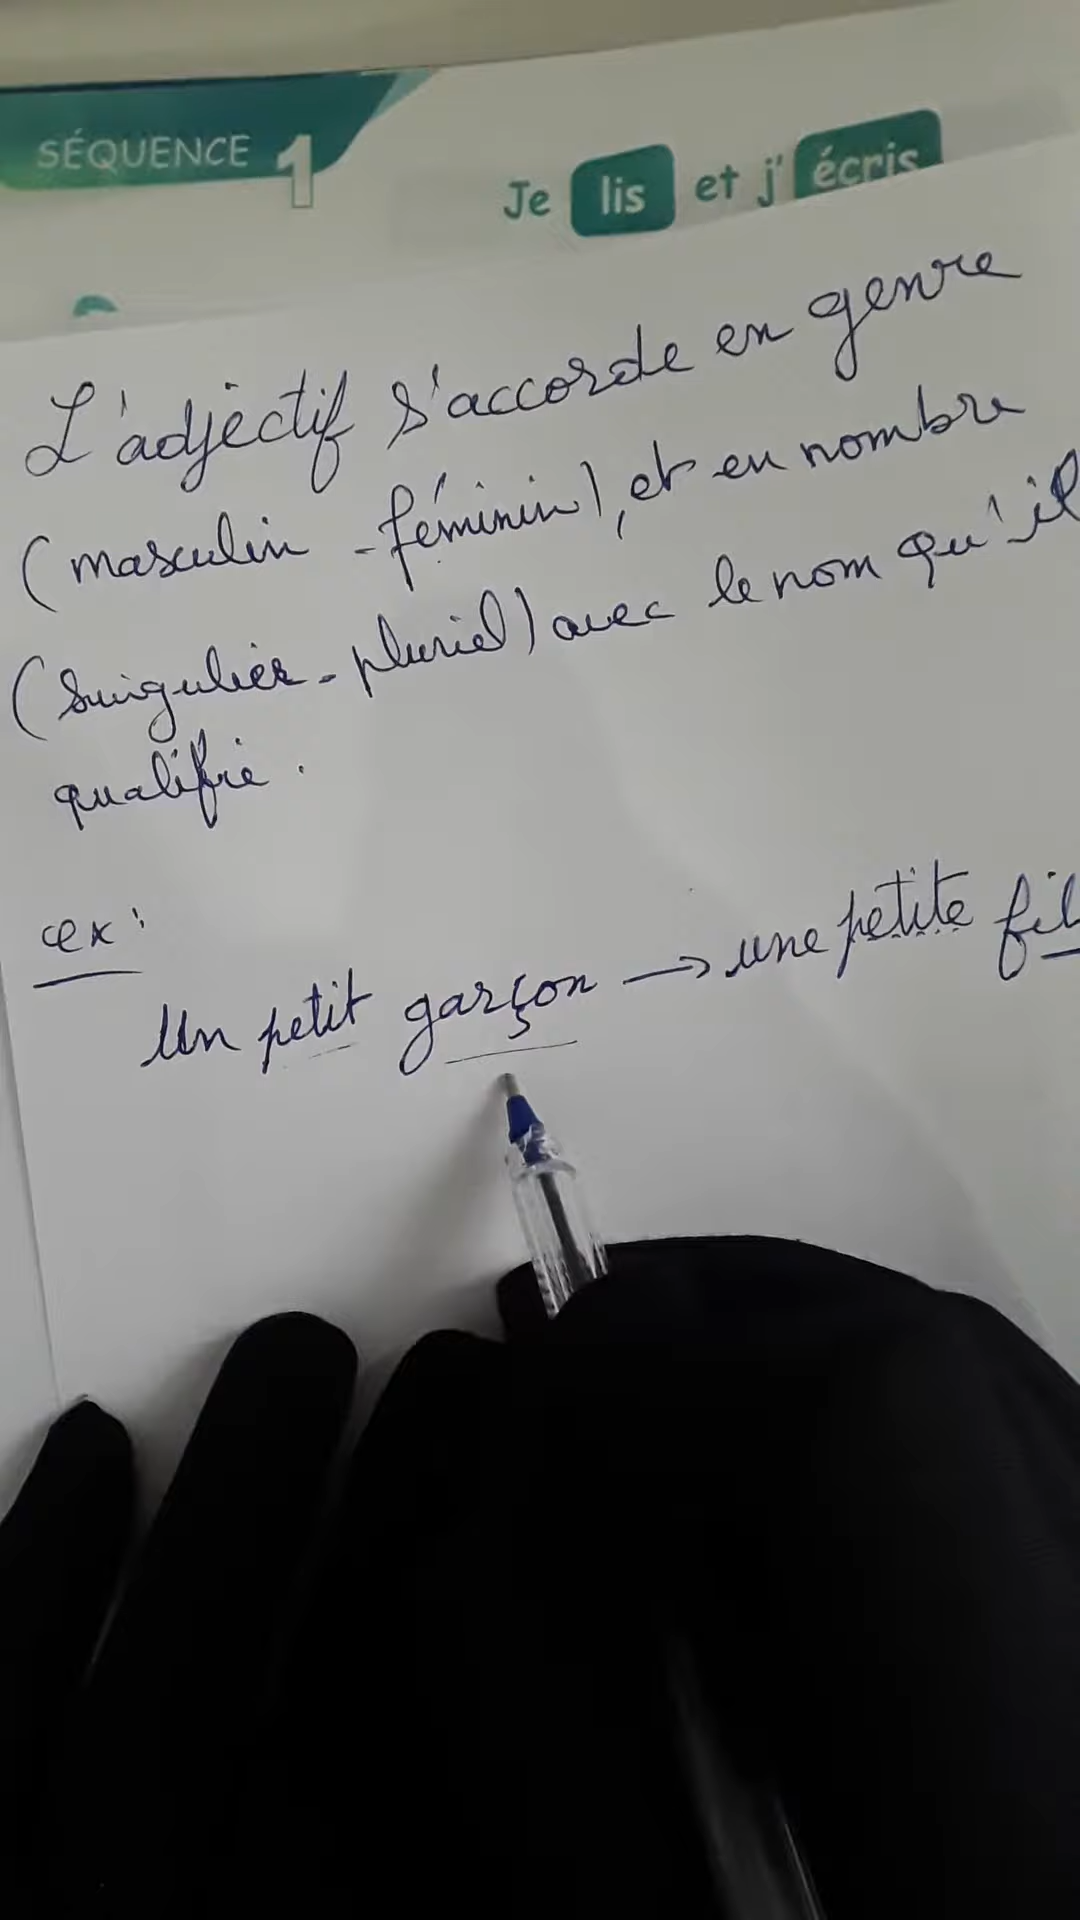 SÉQUENCE 1
Je lis et j'écris
L'adjectif s'accorde en genre
(masculin - féminin), et en nombre
(singulier - pluriel) avec le nom qu'il
qualifie.
ex:
Un petit garçon → une petite fil